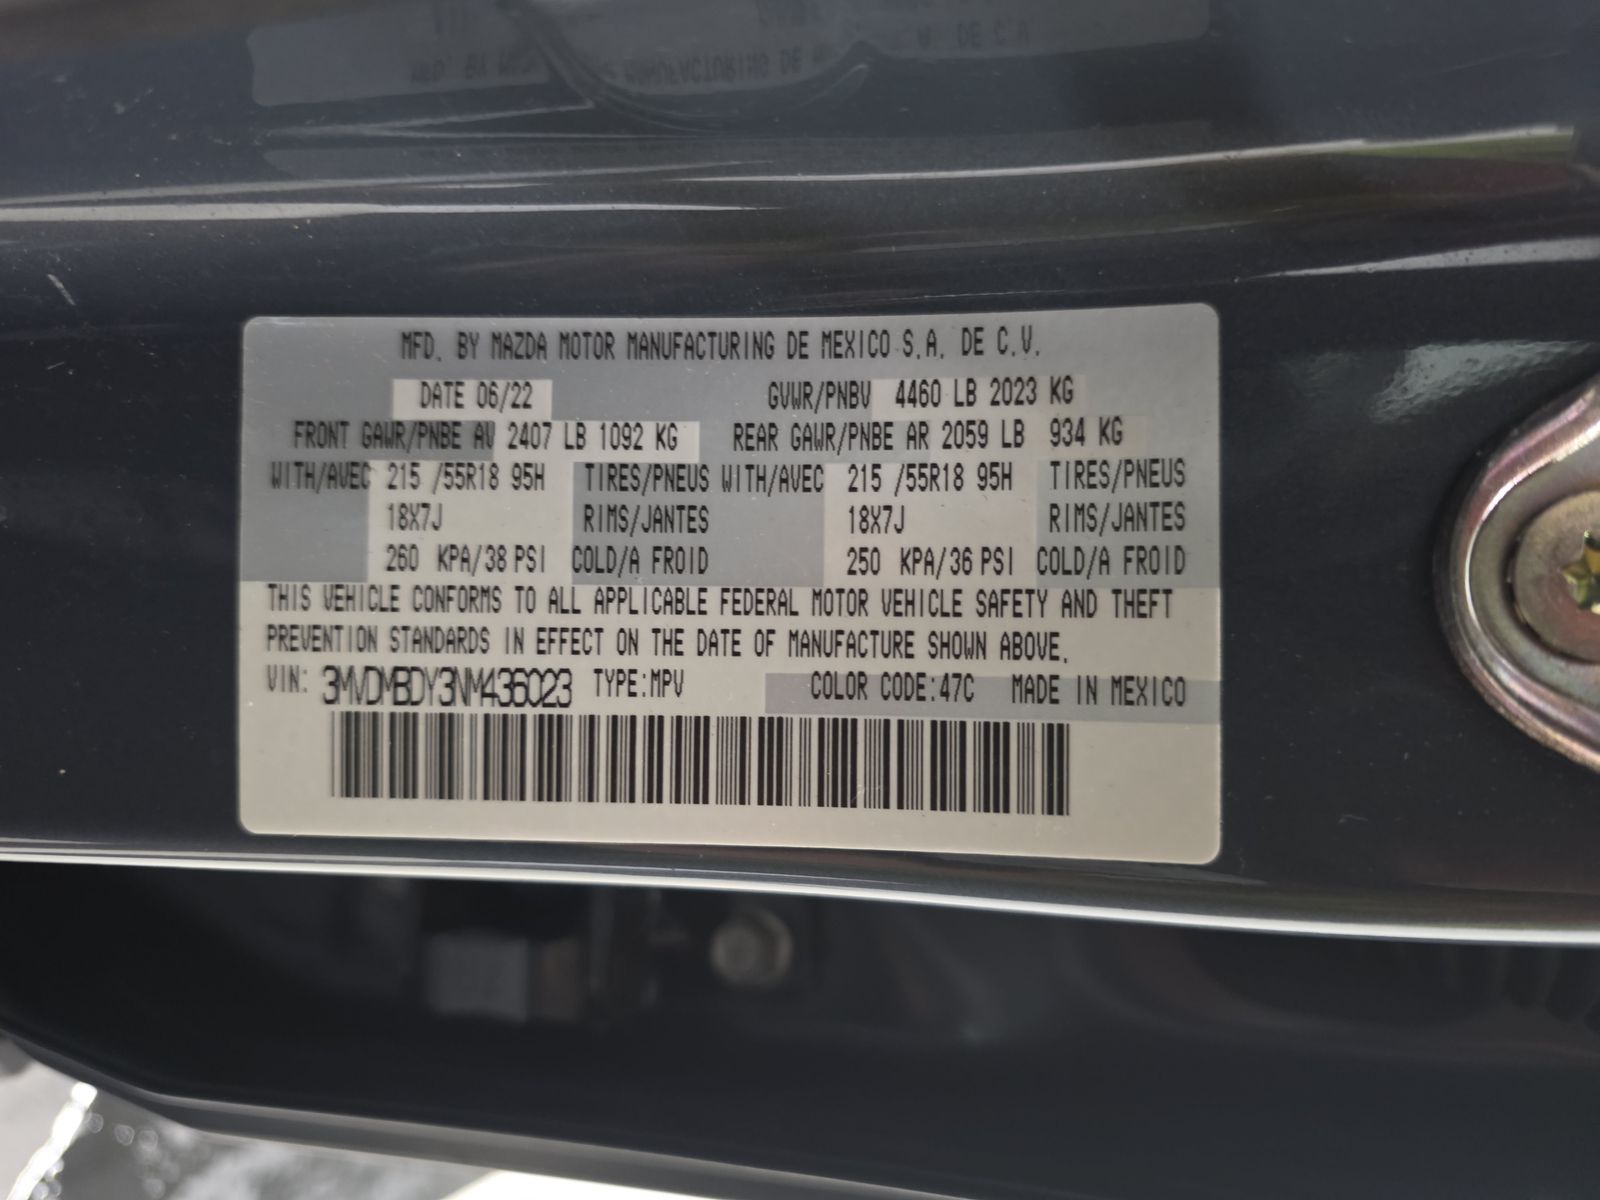 MFD. BY MAZDA MOTOR MANUFACTURING DE MEXICO S.A. DE C.V.
DATE 06/22 GVWR/PNBV 4460 LB 2023 KG
FRONT GAWR/PNBE AV 2407 LB 1092 KG REAR GAWR/PNBE AR 2059 LB 934 KG
WITH/AVEC 215 /55R18 95H TIRES/PNEUS WITH/AVEC 215 /55R18 95H TIRES/PNEUS
18X7J RIMS/JANTES 18X7J RIMS/JANTES
260 KPA/38 PSI COLD/A FROID 250 KPA/36 PSI COLD/A FROID
THIS VEHICLE CONFORMS TO ALL APPLICABLE FEDERAL MOTOR VEHICLE SAFETY AND THEFT
PREVENTION STANDARDS IN EFFECT ON THE DATE OF MANUFACTURE SHOWN ABOVE.
VIN: 3MVDMBDY3NM436023 TYPE:MPV COLOR CODE:47C MADE IN MEXICO